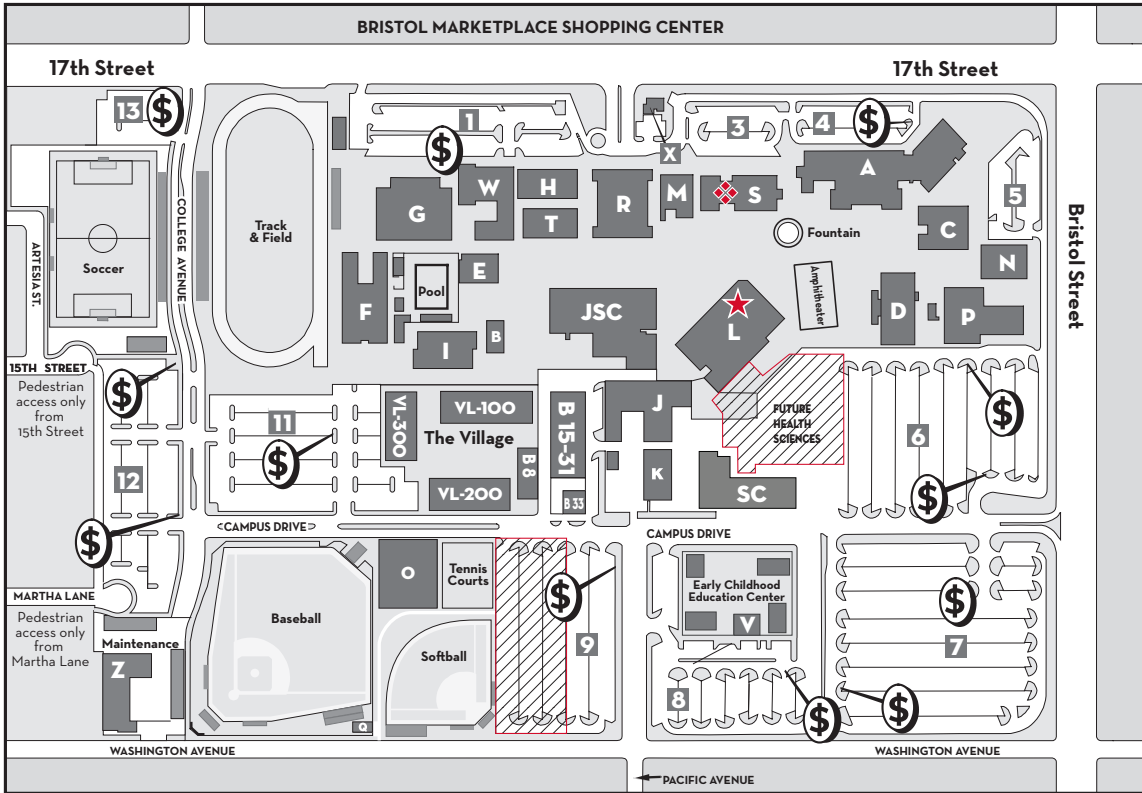 BRISTOL MARKETPLACE SHOPPING CENTER
17th Street
17th Street
13
$
1
$
3
4
$
X
5
A
W
H
M
S
G
R
T
C
COLLEGE AVENUE
Track
& Field
Fountain
Bristol Street
ARTESIA ST.
Soccer
E
N
Pool
Amphitheater
F
JSC
L
D
P
I
B
15TH STREET
Pedestrian
access only
from
15th Street
$
11
VL-300
VL-100
The Village
B 15-31
J
FUTURE
HEALTH
SCIENCES
6
$
$
12
B 8
K
SC
$
VL-200
B 33
$
CAMPUS DRIVE
CAMPUS DRIVE
O
Tennis
Courts
Early Childhood
Education Center
$
$
MARTHA LANE
Pedestrian
access only
from
Martha Lane
Baseball
V
Maintenance
Softball
9
7
Z
8
$
$
Q
WASHINGTON AVENUE
WASHINGTON AVENUE
PACIFIC AVENUE